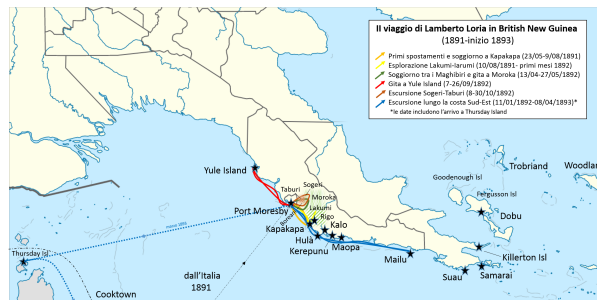 Il viaggio di Lamberto Loria in British New Guinea
(1891-inizio 1893)
Primi spostamenti e soggiorno a Kapakapa (23/05-9/08/1891)
Esplorazione Lakumi-Iarumi (10/08/1891- primi mesi 1892)
Soggiorno tra i Maghibiri e gita a Moroka (13/04-27/05/1892)
Gita a Yule Island (7-26/09/1892)
Escursione Sogeri-Taburi (8-30/10/1892)
Escursione lungo la costa Sud-Est (11/01/1892-08/04/1893)*
*le date includono l'arrivo a Thursday Island
Yule Island
Sogeri
Taburi
Moroka
Port Moresby
Lakumi
Rigo
Kapakapa
Kalo
Hula
Kerepunu
Maopa
Mailu
Trobriand
Woodlar
Goodenough Isl
Fergusson Isl
Dobu
Killerton Isl
Samarai
Suau
Thursday Isl
dall'Italia
1891
Cooktown